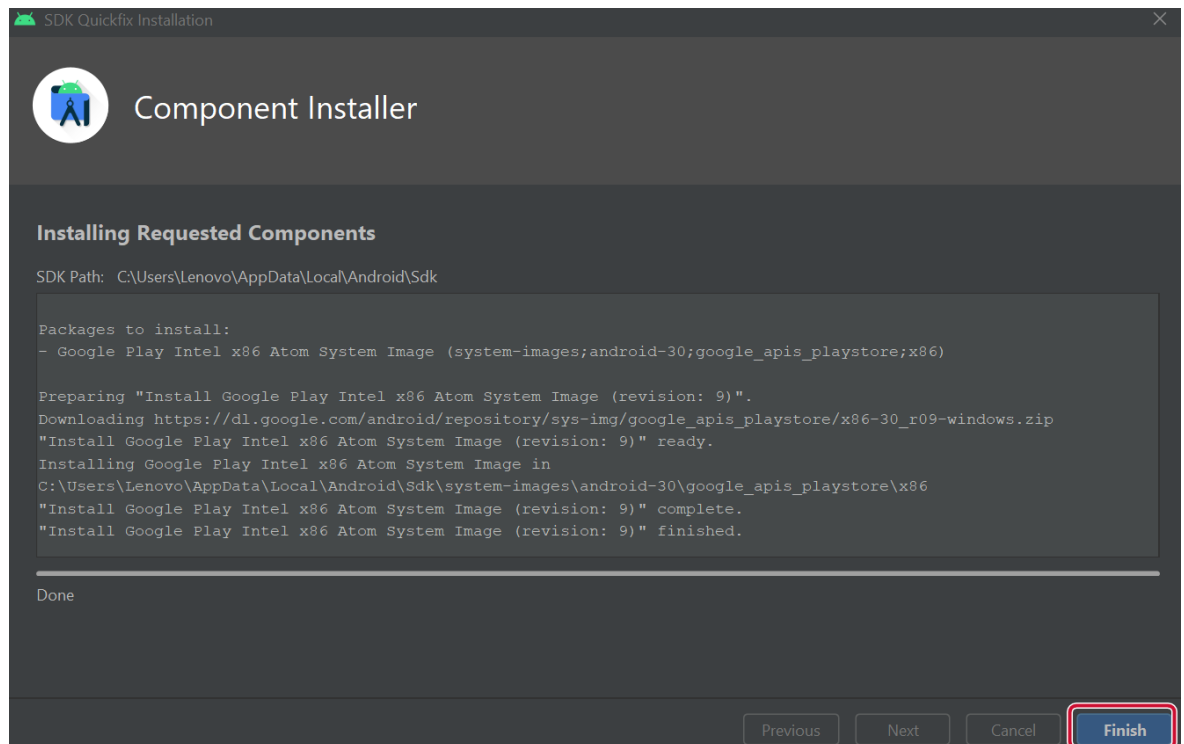 SDK Quickfix Installation
Component Installer
Installing Requested Components
SDK Path: C:\Users\Lenovo\AppData\Local\Android\Sdk
Packages to install:
- Google Play Intel x86 Atom System Image (system-images;android-30;google_apis_playstore;x86)
Preparing "Install Google Play Intel x86 Atom System Image (revision: 9)".
Downloading https://dl.google.com/android/repository/sys-img/google_apis_playstore/x86-30_r09-windows.zip
"Install Google Play Intel x86 Atom System Image (revision: 9)" ready.
Installing Google Play Intel x86 Atom System Image in
C:\Users\Lenovo\AppData\Local\Android\Sdk\system-images\android-30\google_apis_playstore\x86
"Install Google Play Intel x86 Atom System Image (revision: 9)" complete.
"Install Google Play Intel x86 Atom System Image (revision: 9)" finished.
Done
Previous Next Cancel Finish